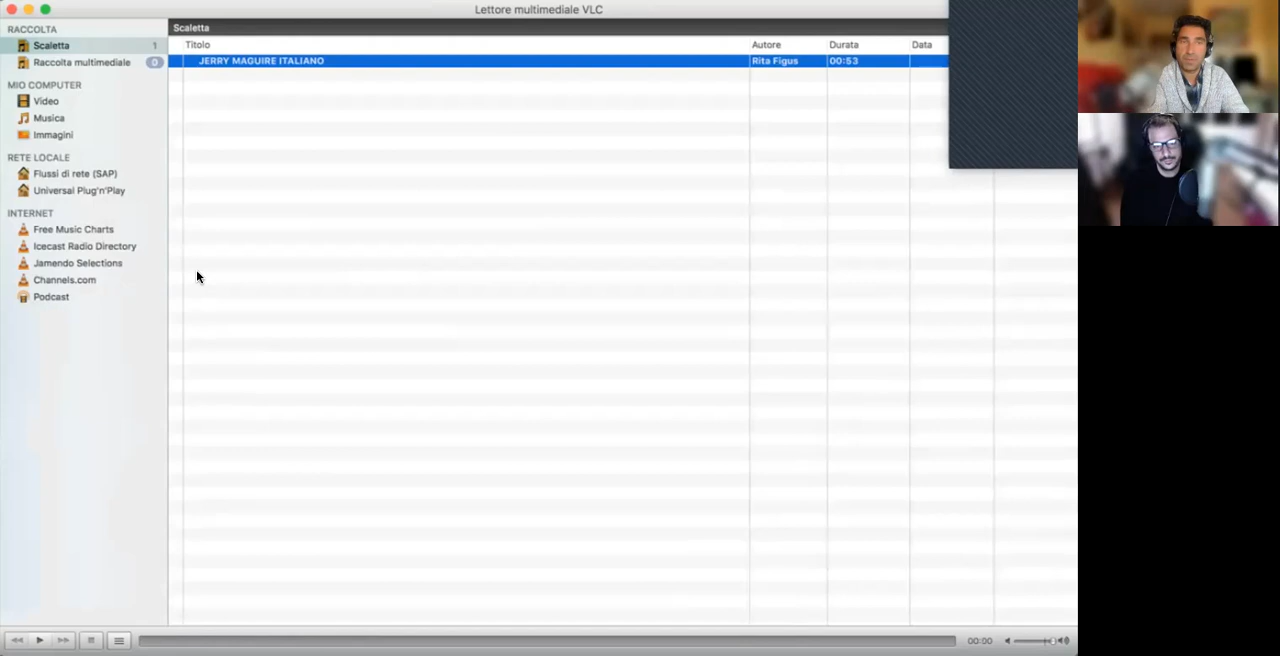 Lettore multimediale VLC
RACCOLTA
Scaletta 1
Raccolta multimediale 0
MIO COMPUTER
Video
Musica
Immagini
RETE LOCALE
Flussi di rete (SAP)
Universal Plug'n'Play
INTERNET
Free Music Charts
Icecast Radio Directory
Jamendo Selections
Channels.com
Podcast
Scaletta
Titolo Autore Durata Data
JERRY MAGUIRE ITALIANO Rita Figus 00:53
00:00